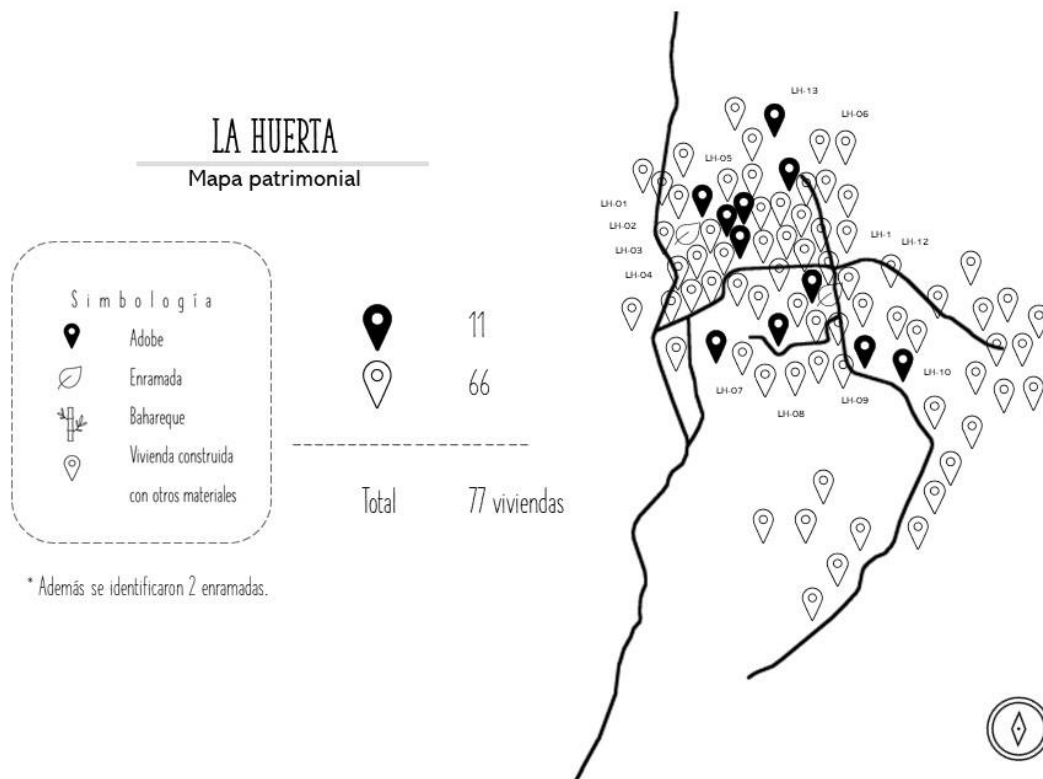 LA HUERTA
Mapa patrimonial
Simbología
Adobe
Enramada
Bahareque
Vivienda construida
con otros materiales
11
66
Total 77 viviendas
* Además se identificaron 2 enramadas.
LH-13
LH-06
LH-05
LH-01
LH-02
LH-03
LH-04
LH-1
LH-12
LH-10
LH-07
LH-09
LH-08